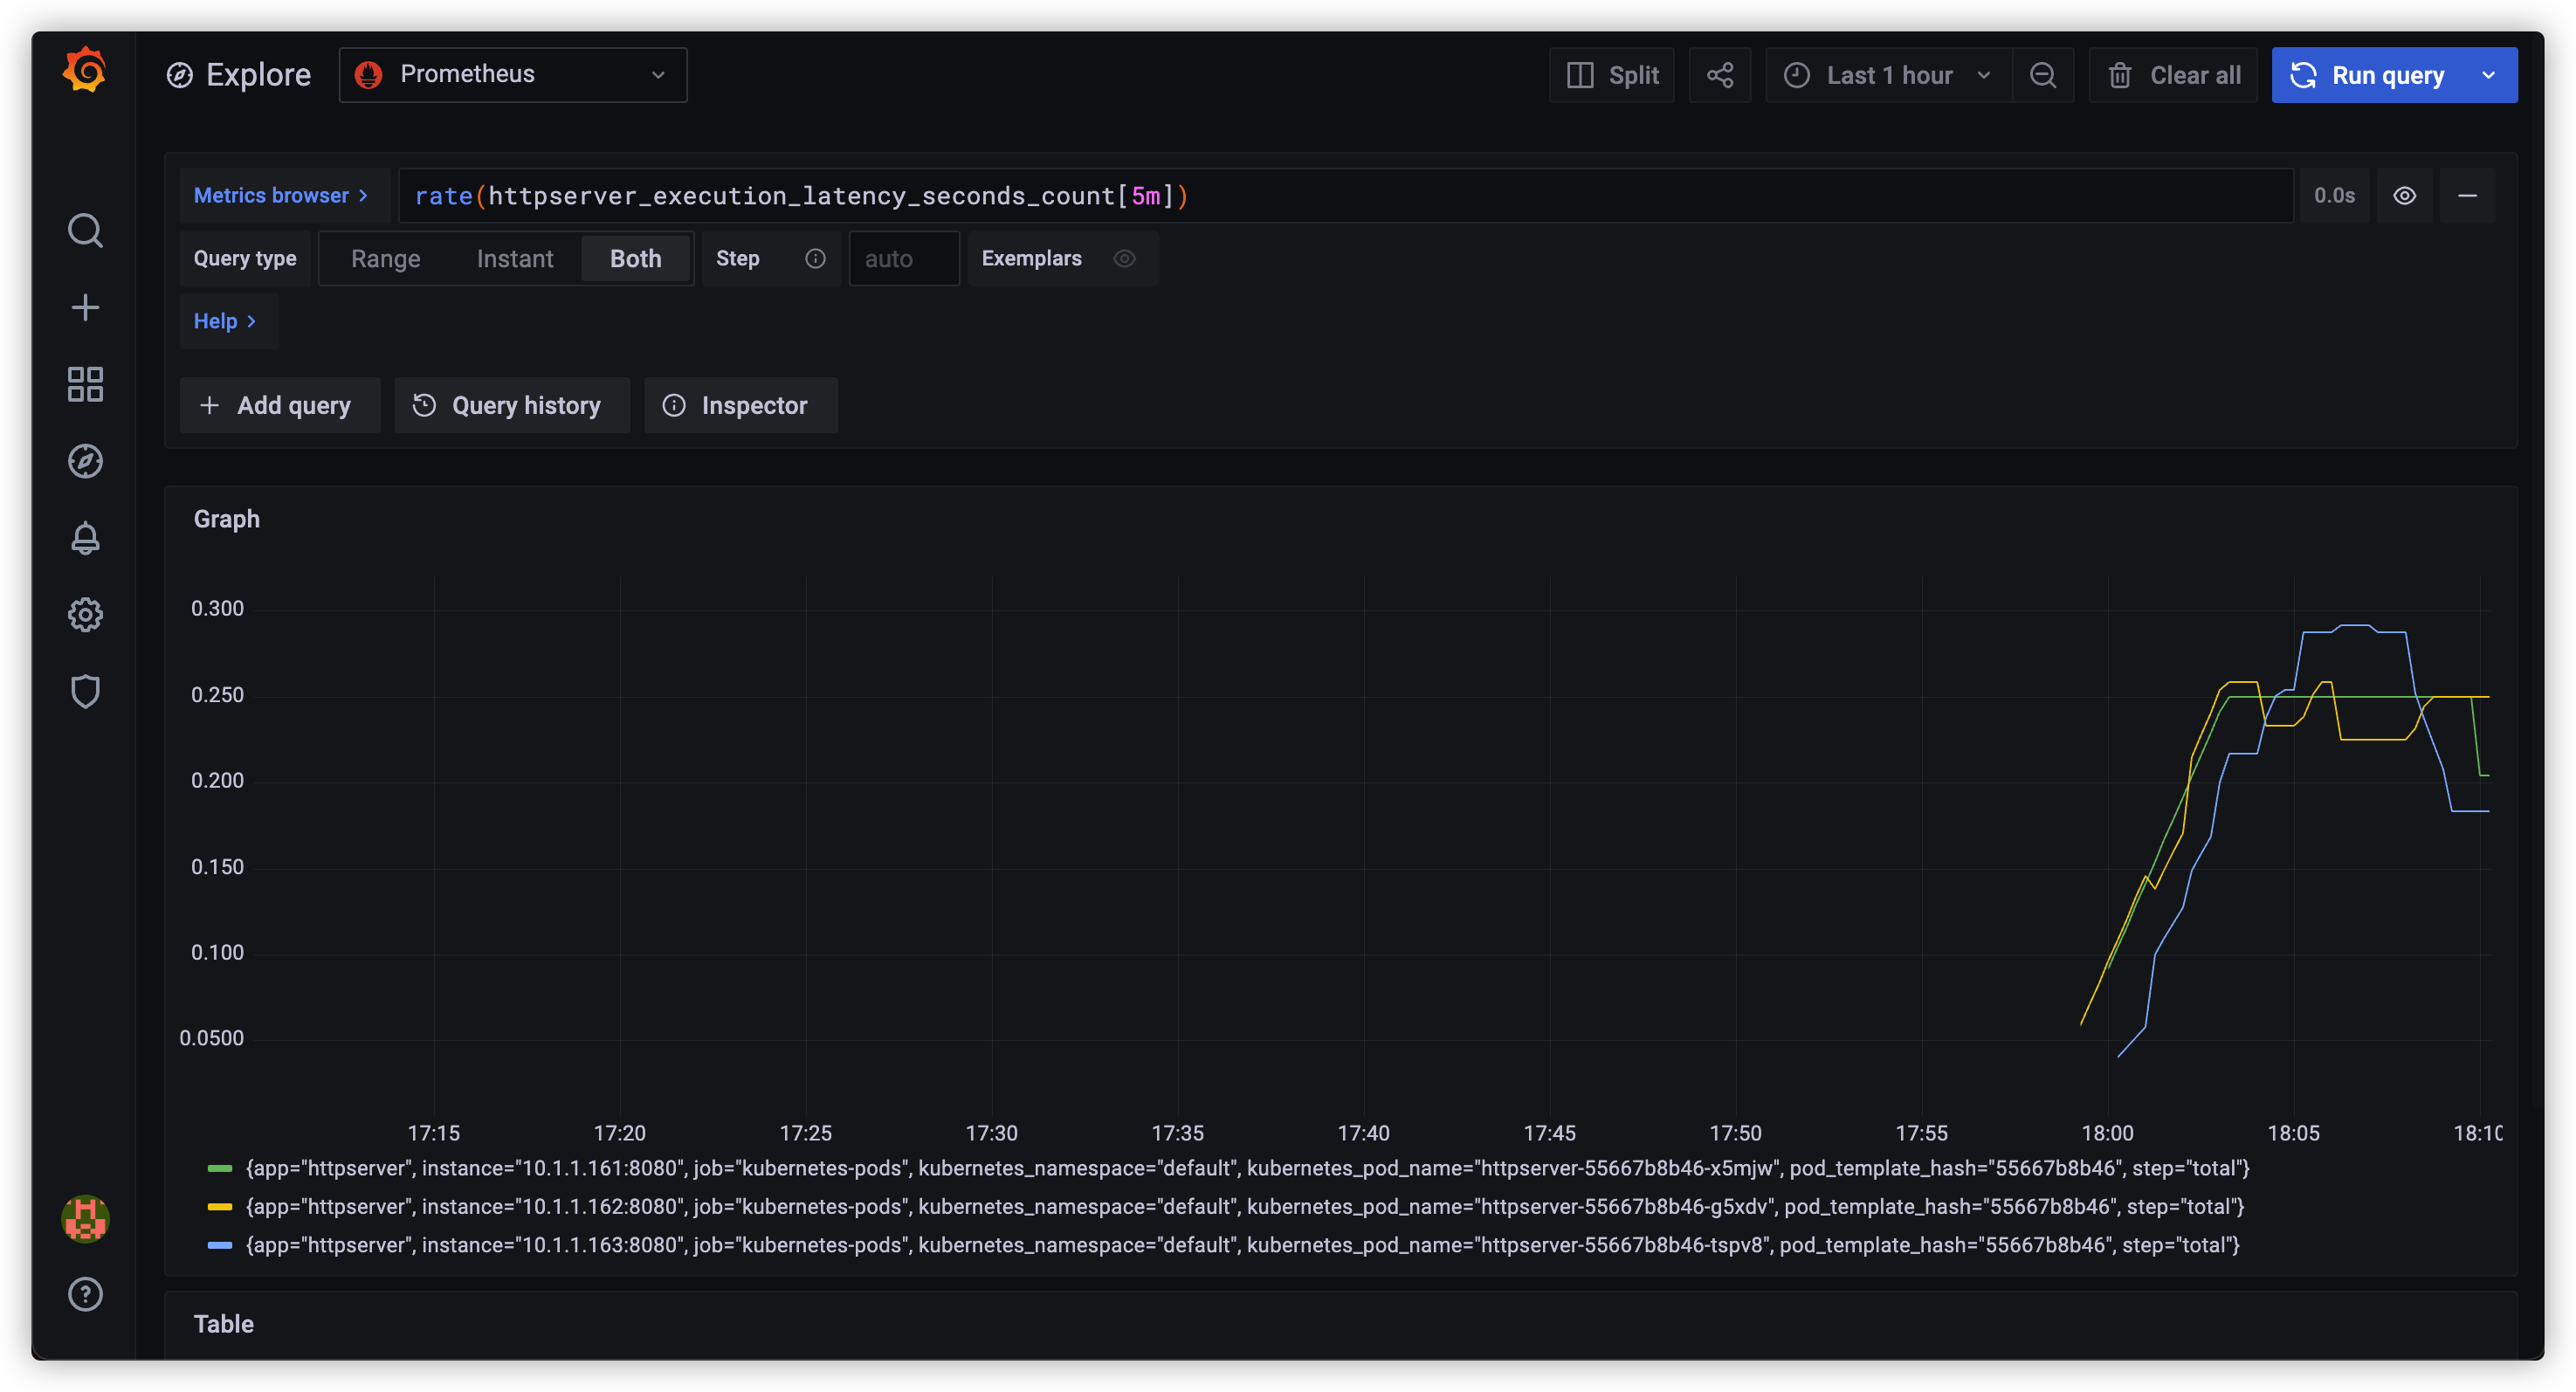 Explore Prometheus Split Last 1 hour Clear all Run query
Metrics browser > rate(httpserver_execution_latency_seconds_count[5m]) 0.0s
Query type Range Instant Both Step auto Exemplars
Help >
+ Add query Query history Inspector
Graph
0.300
0.250
0.200
0.150
0.100
0.0500
17:15 17:20 17:25 17:30 17:35 17:40 17:45 17:50 17:55 18:00 18:05 18:10
{app="httpserver", instance="10.1.1.161:8080", job="kubernetes-pods", kubernetes_namespace="default", kubernetes_pod_name="httpserver-55667b8b46-x5mjw", pod_template_hash="55667b8b46", step="total"}
{app="httpserver", instance="10.1.1.162:8080", job="kubernetes-pods", kubernetes_namespace="default", kubernetes_pod_name="httpserver-55667b8b46-g5xdv", pod_template_hash="55667b8b46", step="total"}
{app="httpserver", instance="10.1.1.163:8080", job="kubernetes-pods", kubernetes_namespace="default", kubernetes_pod_name="httpserver-55667b8b46-tspv8", pod_template_hash="55667b8b46", step="total"}
Table